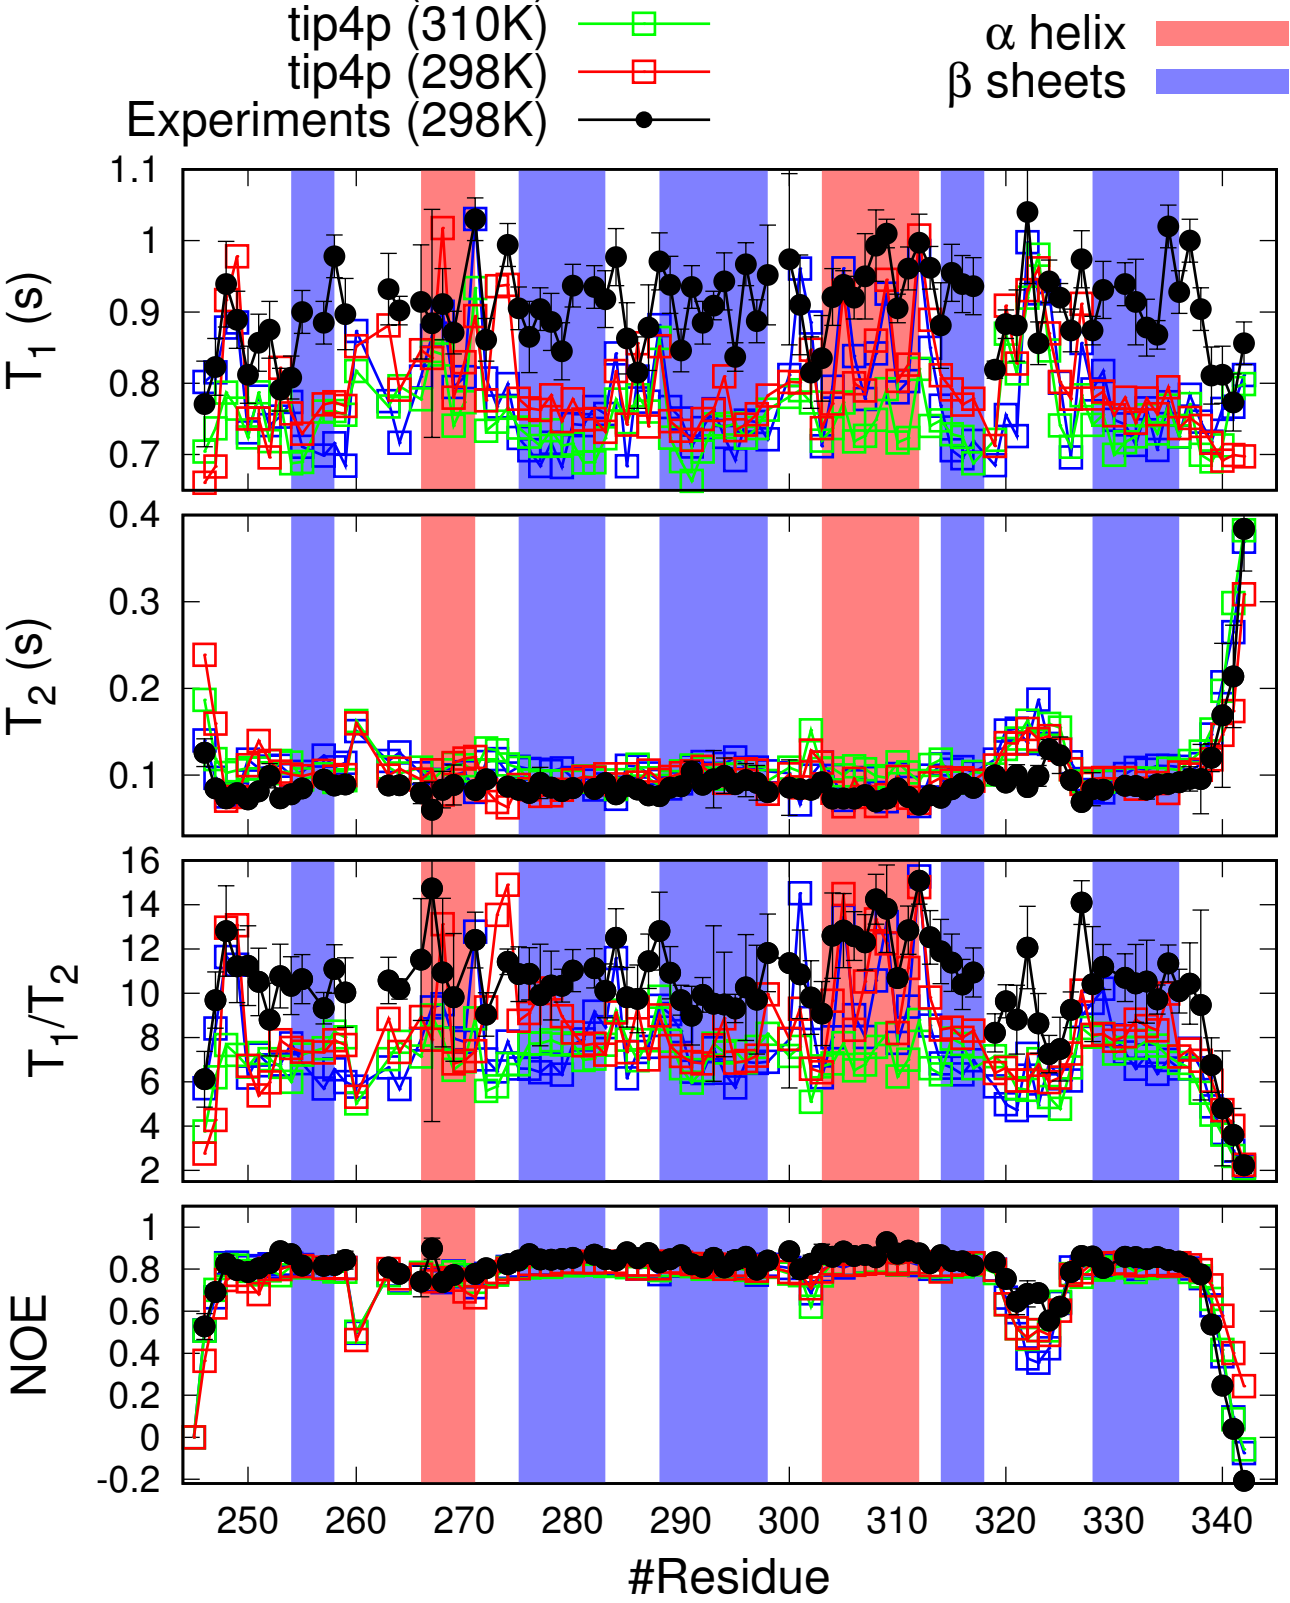 tip4p (310K)
tip4p (298K)
Experiments (298K)
α helix
β sheets
1.1
1
0.9
0.8
0.7
T1 (s)
0.4
0.3
0.2
0.1
T2 (s)
16
14
12
10
8
6
4
2
T1/T2
1
0.8
0.6
0.4
0.2
0
-0.2
NOE
250 260 270 280 290 300 310 320 330 340
#Residue